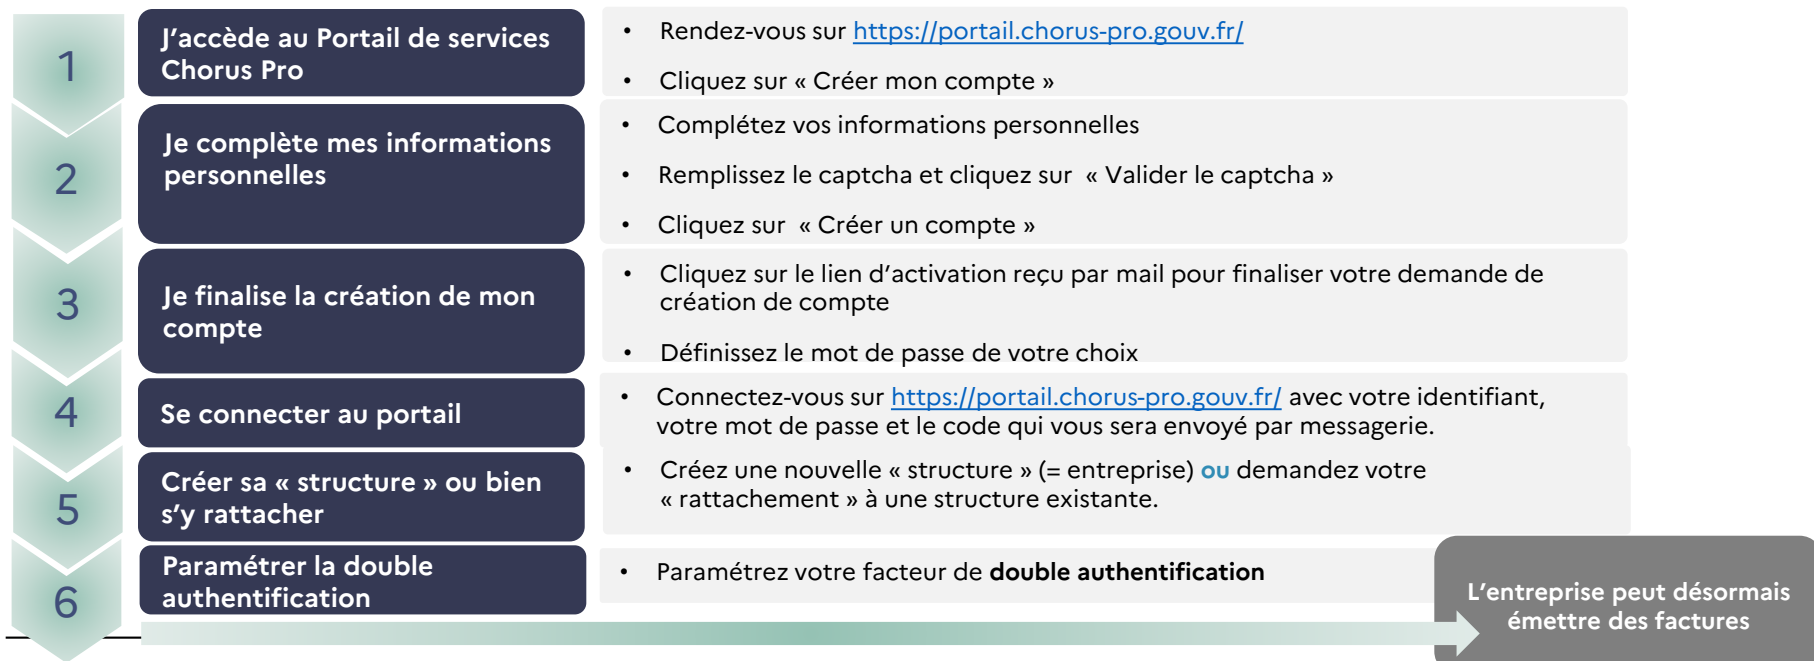 1
J’accède au Portail de services
Chorus Pro
• Rendez-vous sur https://portail.chorus-pro.gouv.fr/
• Cliquez sur « Créer mon compte »
2
Je complète mes informations
personnelles
• Complétez vos informations personnelles
• Remplissez le captcha et cliquez sur « Valider le captcha »
• Cliquez sur « Créer un compte »
3
Je finalise la création de mon
compte
• Cliquez sur le lien d’activation reçu par mail pour finaliser votre demande de
création de compte
• Définissez le mot de passe de votre choix
4
Se connecter au portail
• Connectez-vous sur https://portail.chorus-pro.gouv.fr/ avec votre identifiant,
votre mot de passe et le code qui vous sera envoyé par messagerie.
5
Créer sa « structure » ou bien
s’y rattacher
• Créez une nouvelle « structure » (= entreprise) ou demandez votre
« rattachement » à une structure existante.
6
Paramétrer la double
authentification
• Paramétrez votre facteur de double authentification
L’entreprise peut désormais
émettre des factures